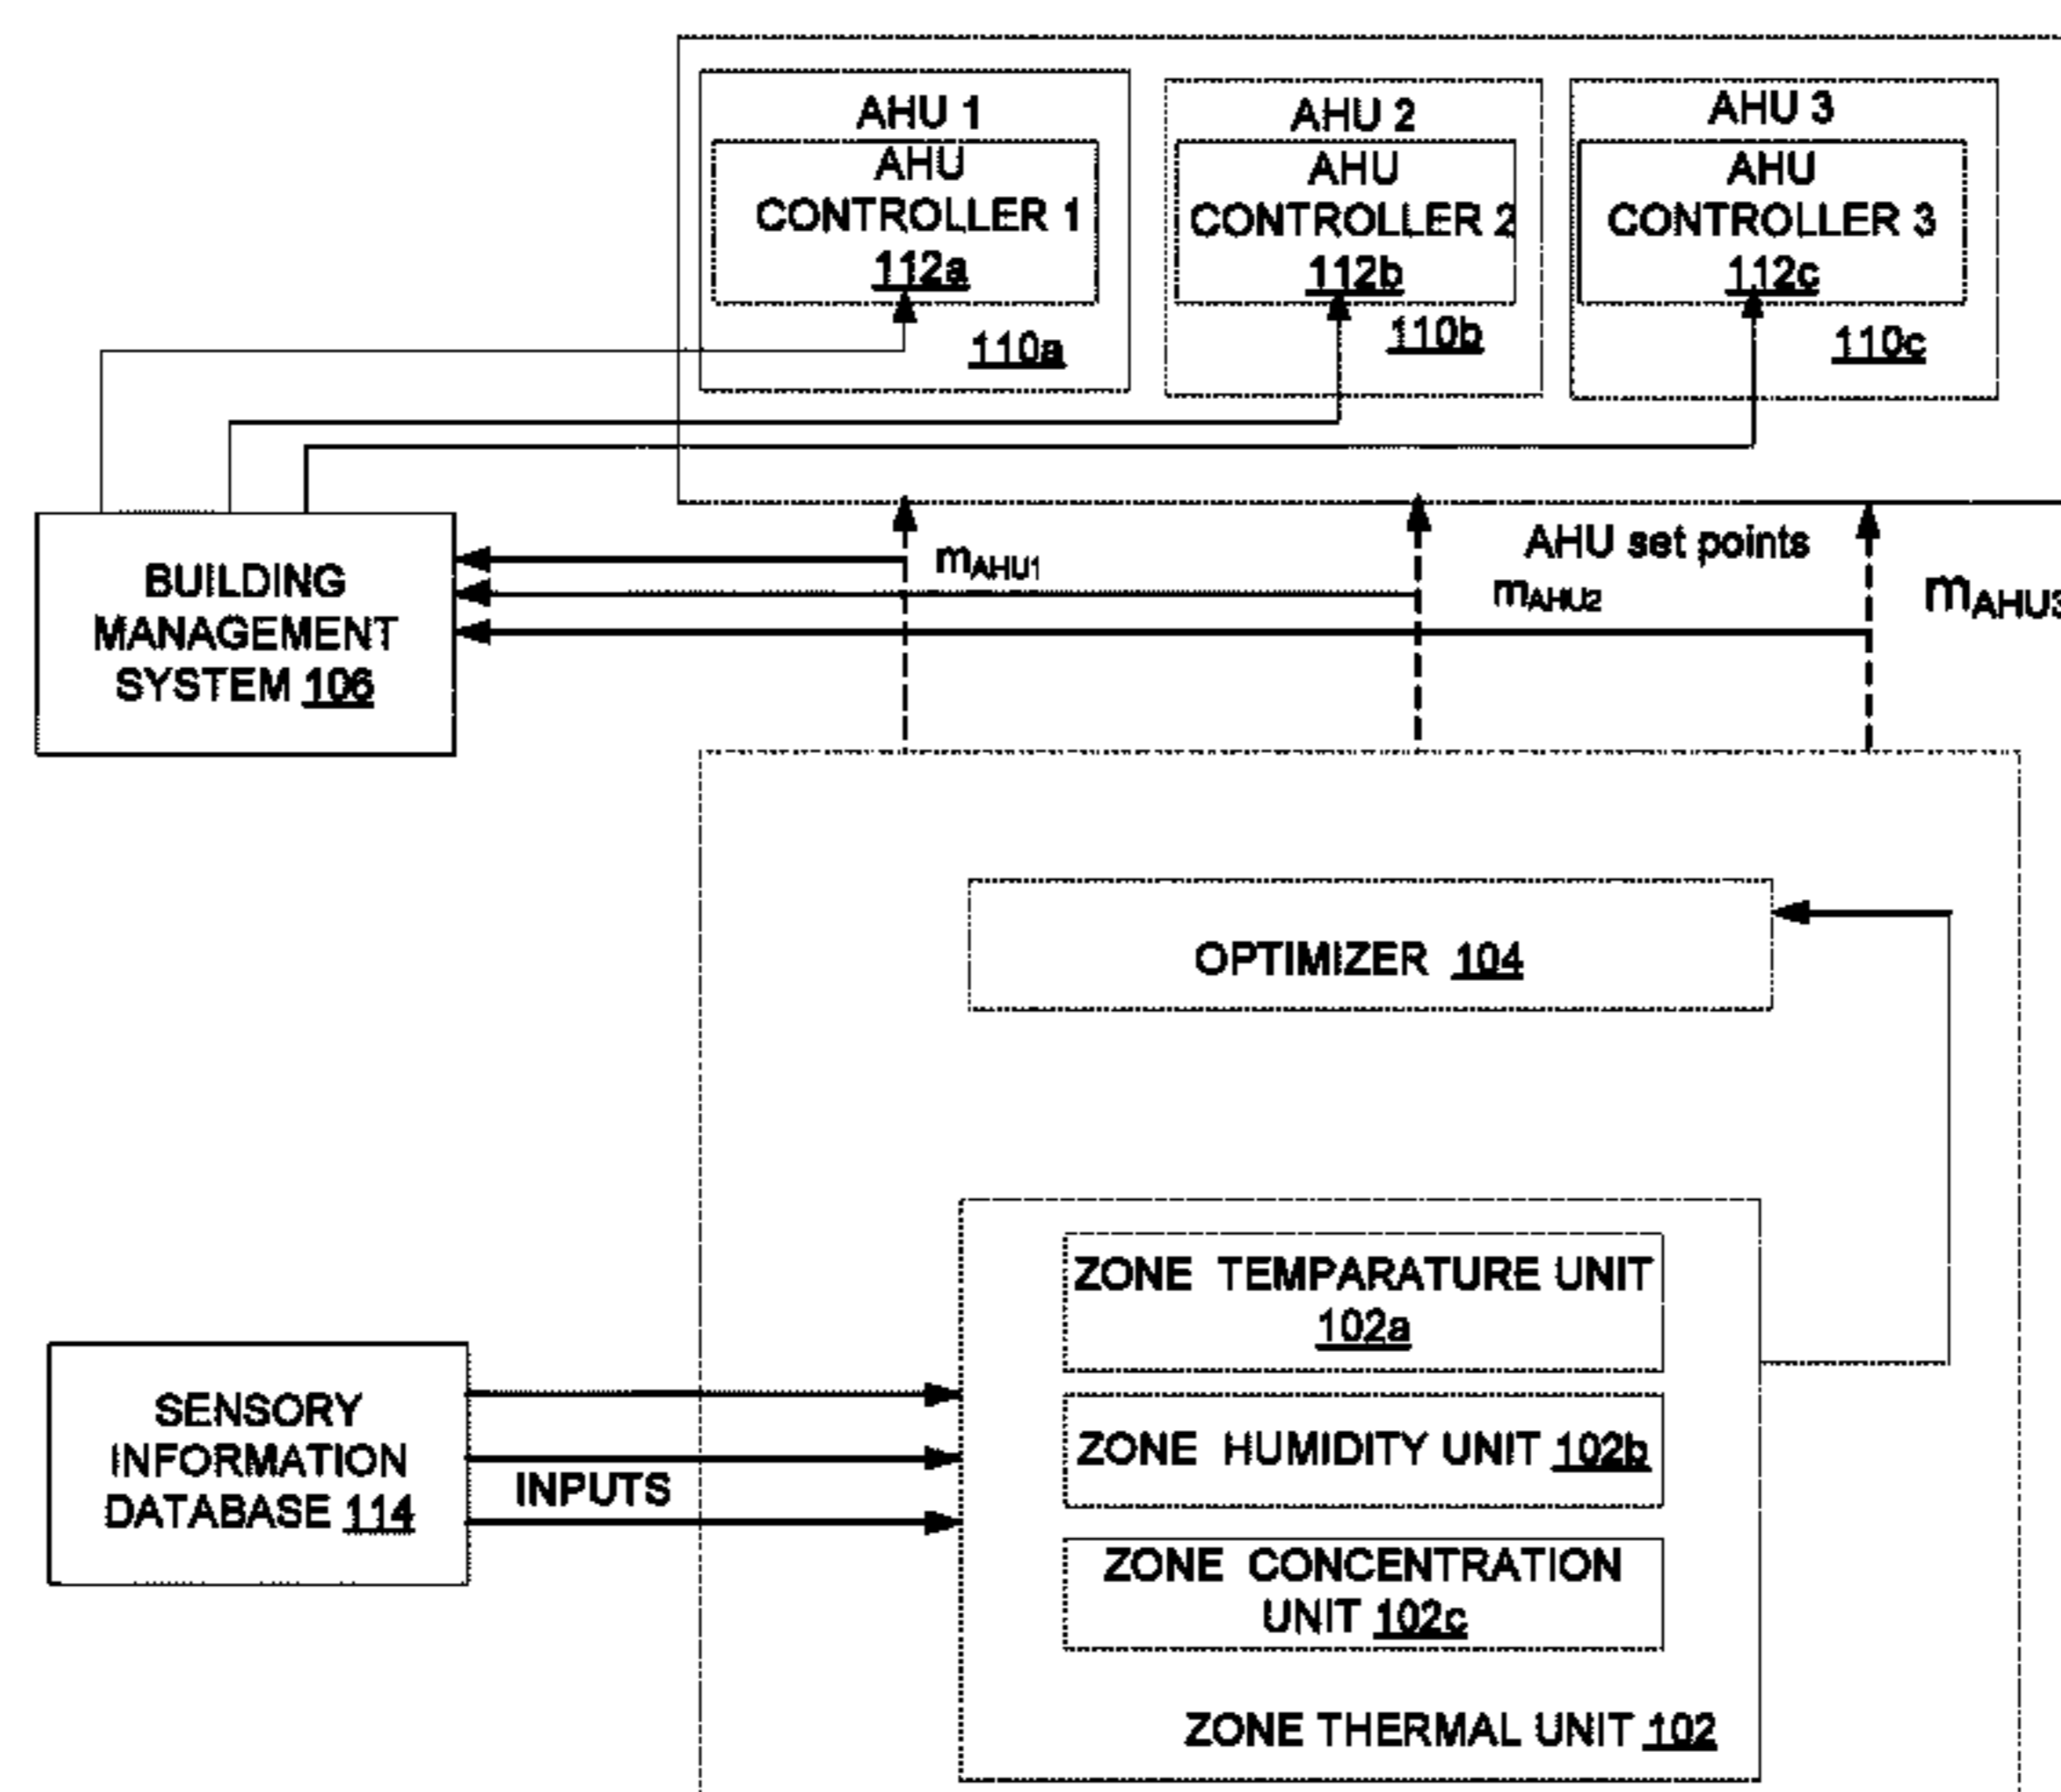 AHU 1
AHU
CONTROLLER 1
112a
110a
AHU 2
AHU
CONTROLLER 2
112b
110b
AHU 3
AHU
CONTROLLER 3
112c
110c
BUILDING
MANAGEMENT
SYSTEM 106
mAHU1
AHU set points
mAHU2
mAHU3
OPTIMIZER 104
ZONE TEMPARATURE UNIT
102a
ZONE HUMIDITY UNIT 102b
ZONE CONCENTRATION
UNIT 102c
ZONE THERMAL UNIT 102
SENSORY
INFORMATION
DATABASE 114
INPUTS